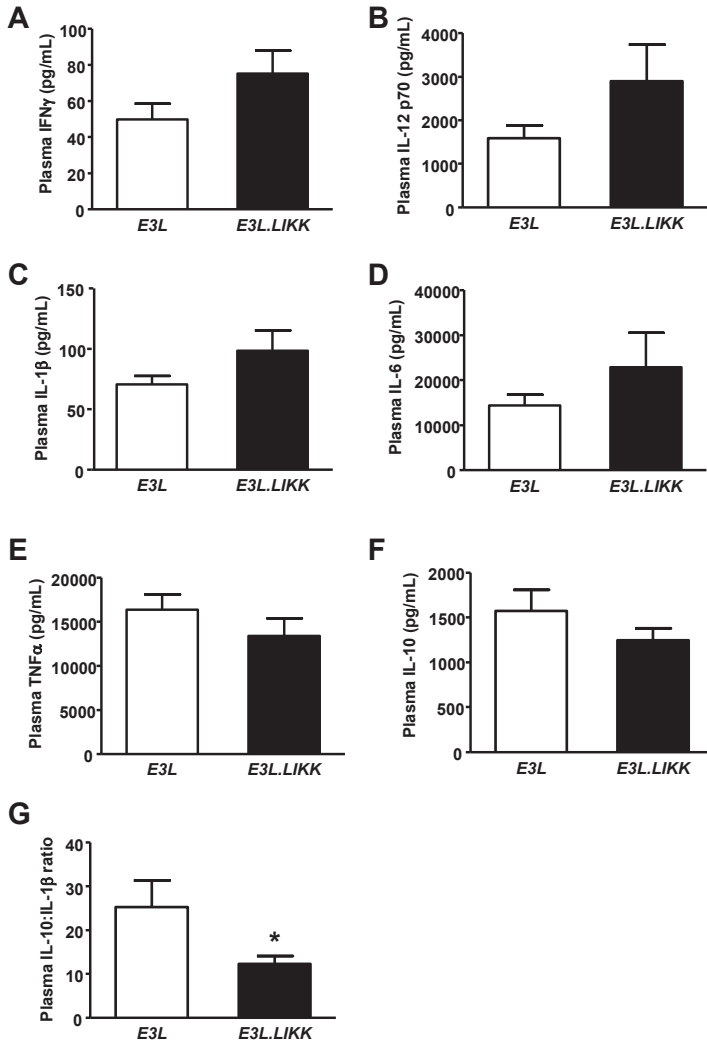 A
Plasma IFNγ (pg/mL)
80
60
40
20
0
E3L
E3L.LIKK
B
Plasma IL-12 p70 (pg/mL)
4000
3000
2000
1000
0
E3L
E3L.LIKK
C
Plasma IL-1β (pg/mL)
150
100
50
0
E3L
E3L.LIKK
D
Plasma IL-6 (pg/mL)
40000
30000
20000
10000
0
E3L
E3L.LIKK
E
Plasma TNFα (pg/mL)
20000
15000
10000
5000
0
E3L
E3L.LIKK
F
Plasma IL-10 (pg/mL)
2000
1500
1000
500
0
E3L
E3L.LIKK
G
Plasma IL-10:IL-1β ratio
40
30
20
10
0
*
E3L
E3L.LIKK